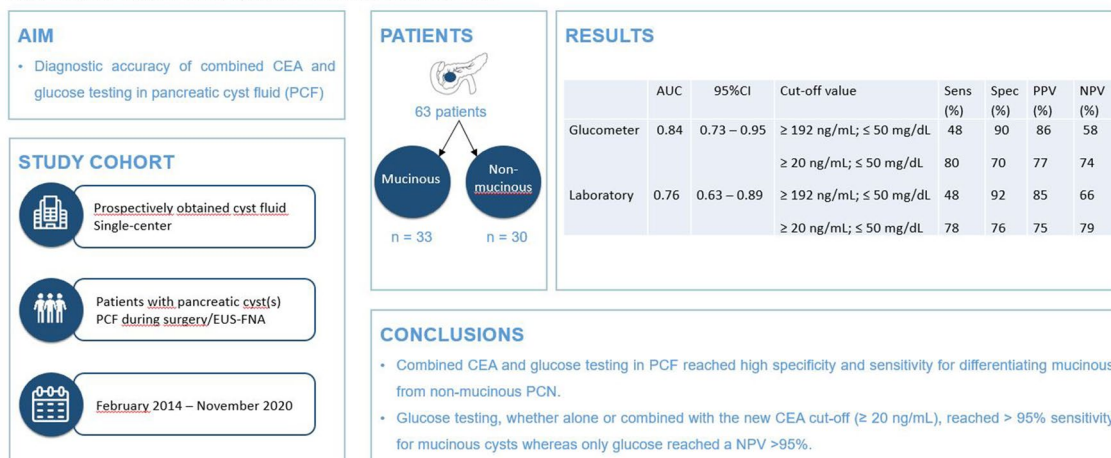 AIM
• Diagnostic accuracy of combined CEA and
glucose testing in pancreatic cyst fluid (PCF)
STUDY COHORT
Prospectively obtained cyst fluid
Single-center
Patients with pancreatic cyst(s)
PCF during surgery/EUS-FNA
February 2014 – November 2020
PATIENTS
63 patients
Mucinous
Non-
mucinous
n = 33
n = 30
RESULTS
AUC 95%CI Cut-off value Sens Spec PPV NPV
(%) (%) (%) (%)
Glucometer 0.84 0.73 – 0.95 ≥ 192 ng/mL; ≤ 50 mg/dL 48 90 86 58
≥ 20 ng/mL; ≤ 50 mg/dL 80 70 77 74
Laboratory 0.76 0.63 – 0.89 ≥ 192 ng/mL; ≤ 50 mg/dL 48 92 85 66
≥ 20 ng/mL; ≤ 50 mg/dL 78 76 75 79
CONCLUSIONS
• Combined CEA and glucose testing in PCF reached high specificity and sensitivity for differentiating mucinous
from non-mucinous PCN.
• Glucose testing, whether alone or combined with the new CEA cut-off (≥ 20 ng/mL), reached > 95% sensitivity
for mucinous cysts whereas only glucose reached a NPV >95%.